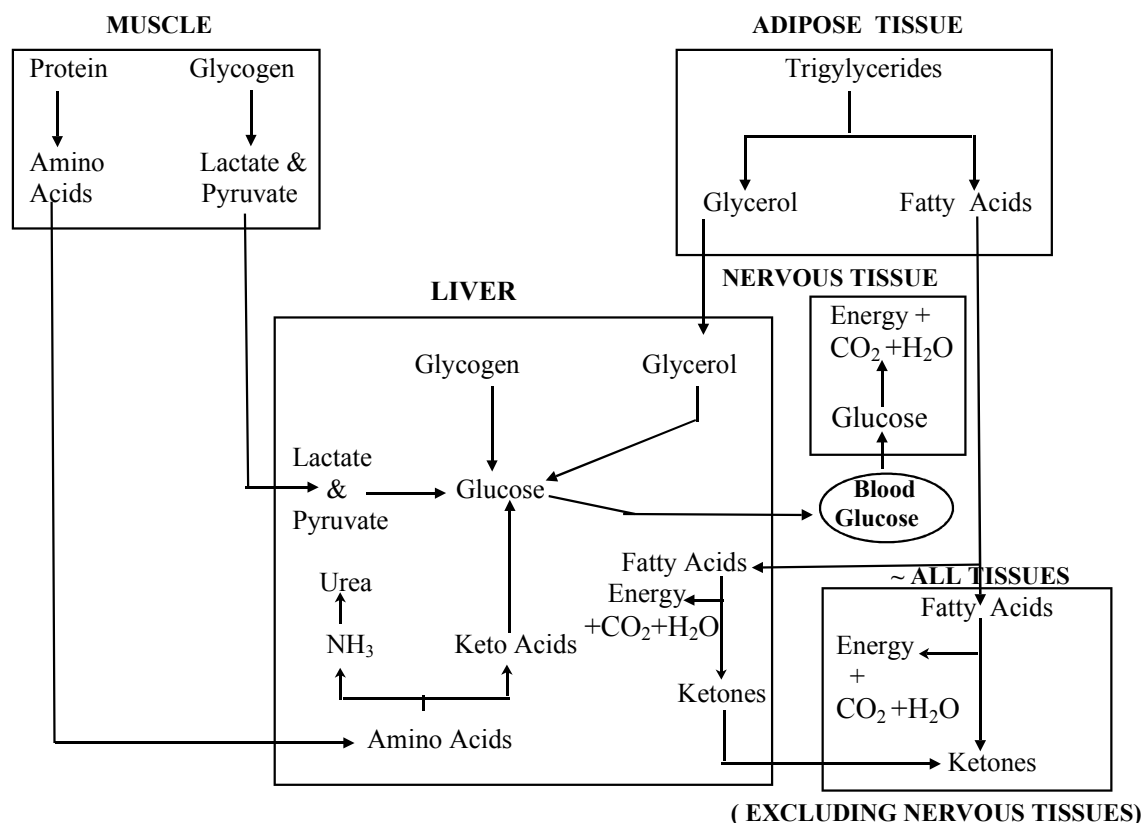 MUSCLE
Protein
Glycogen
Amino
Acids
Lactate &
Pyruvate
ADIPOSE TISSUE
Trigylycerides
Glycerol
Fatty Acids
NERVOUS TISSUE
Energy +
CO₂ +H₂O
Glucose
Blood
Glucose
LIVER
Glycogen
Glycerol
Lactate
&
Pyruvate
Glucose
Urea
NH₃
Keto Acids
Amino Acids
Fatty Acids
Energy
+CO₂+H₂O
Ketones
~ ALL TISSUES
Fatty Acids
Energy
+
CO₂ +H₂O
Ketones
( EXCLUDING NERVOUS TISSUES)